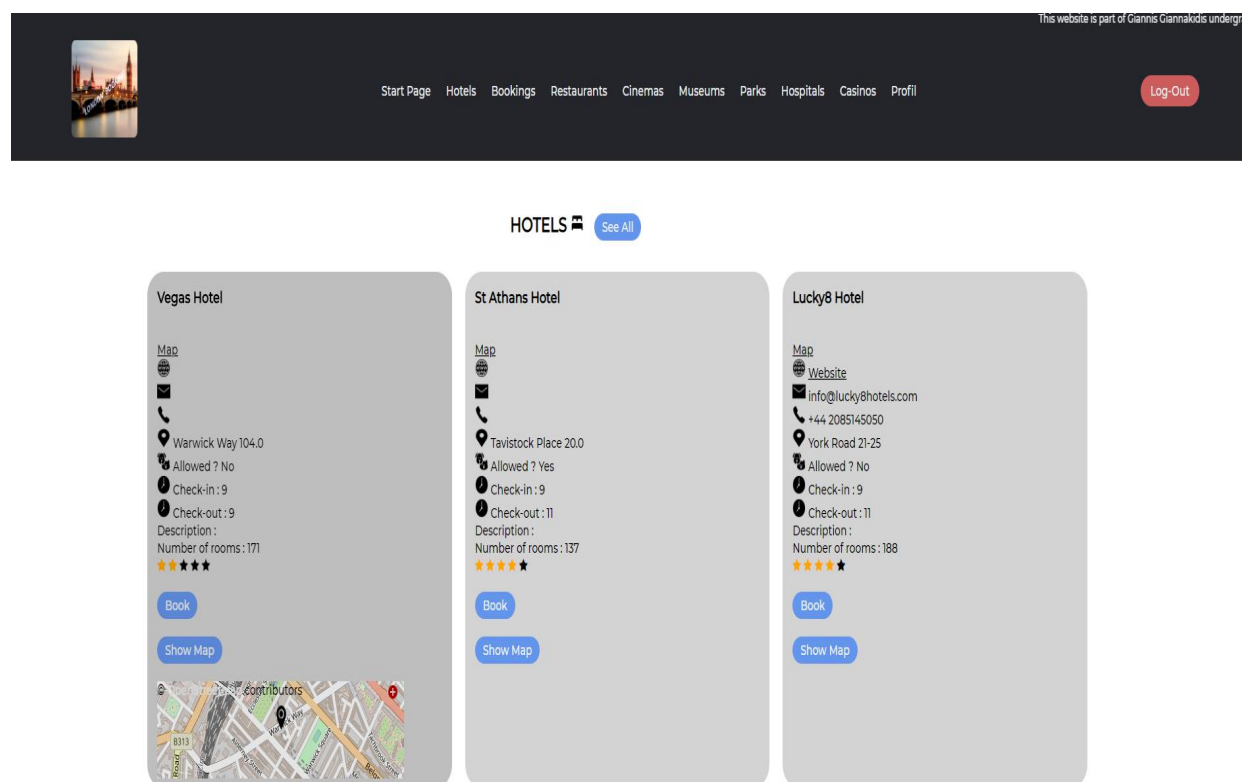 This website is part of Giannis Giannakidis undergr
Start Page Hotels Bookings Restaurants Cinemas Museums Parks Hospitals Casinos Profil
Log-Out
HOTELS See All
Vegas Hotel
Map
Warwick Way 104.0
Allowed ? No
Check-in : 9
Check-out : 9
Description :
Number of rooms : 171
Book
Show Map
contributors
Warwick Way
B313
Road
St Athans Hotel
Map
Tavistock Place 20.0
Allowed ? Yes
Check-in : 9
Check-out : 11
Description :
Number of rooms : 137
Book
Show Map
Lucky8 Hotel
Map
Website
info@lucky8hotels.com
+44 2085145050
York Road 21-25
Allowed ? No
Check-in : 9
Check-out : 11
Description :
Number of rooms : 188
Book
Show Map